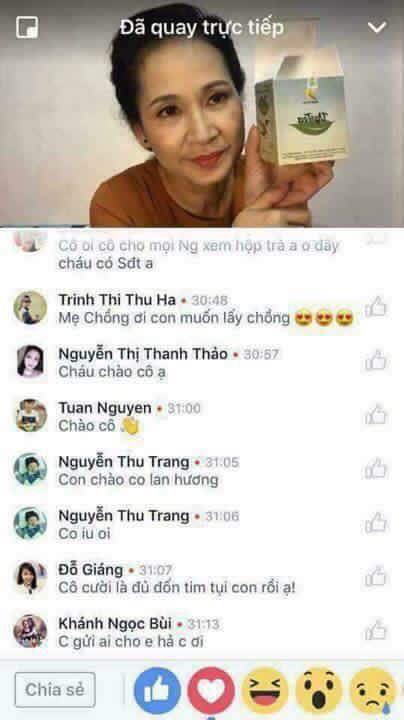 Đã quay trực tiếp
Cô oi cô cho mọi Ng xem hộp trà a o đây
cháu có Sđt a
Trinh Thi Thu Ha • 30:48
Mẹ Chồng ơi con muốn lấy chồng 😍😍😍
Nguyễn Thị Thanh Thảo • 30:57
Cháu chào cô ạ
Tuan Nguyen • 31:00
Chào cô 👋
Nguyễn Thu Trang • 31:05
Con chào co lan hương
Nguyễn Thu Trang • 31:06
Co iu oi
Đỗ Giáng • 31:07
Cô cười là đủ đốn tim tụi con rồi ạ!
Khánh Ngọc Bùi • 31:13
C gửi ai cho e hả c ơi
Chia sẻ